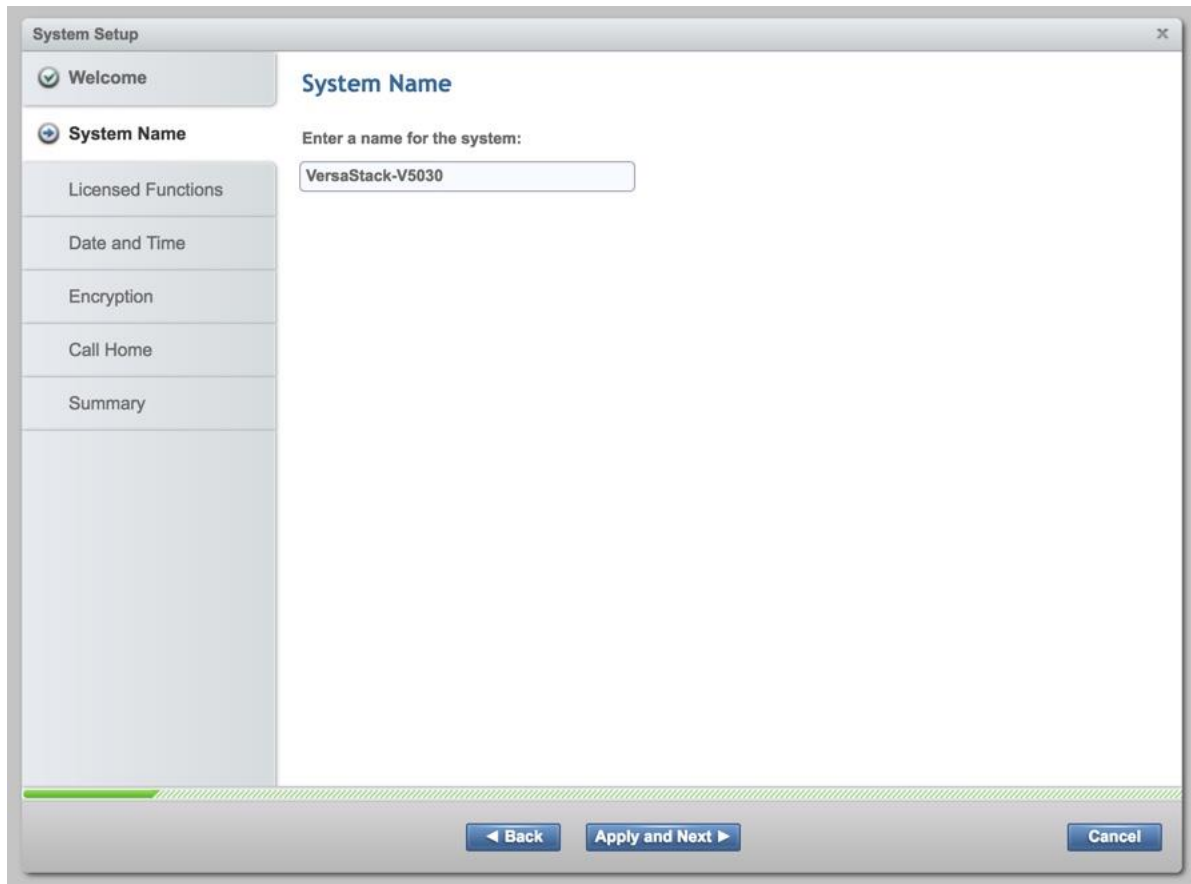 System Setup
x
Welcome
System Name
Licensed Functions
Date and Time
Encryption
Call Home
Summary
System Name
Enter a name for the system:
VersaStack-V5030
Back
Apply and Next
Cancel